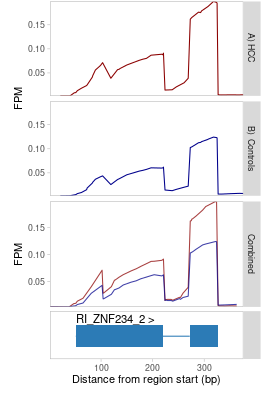 0.15
0.10
0.05
FPM
A) HCC
0.15
0.10
0.05
B) Controls
0.15
0.10
0.05
FPM
Combined
RI_ZNF234_2 >
100 200 300
Distance from region start (bp)